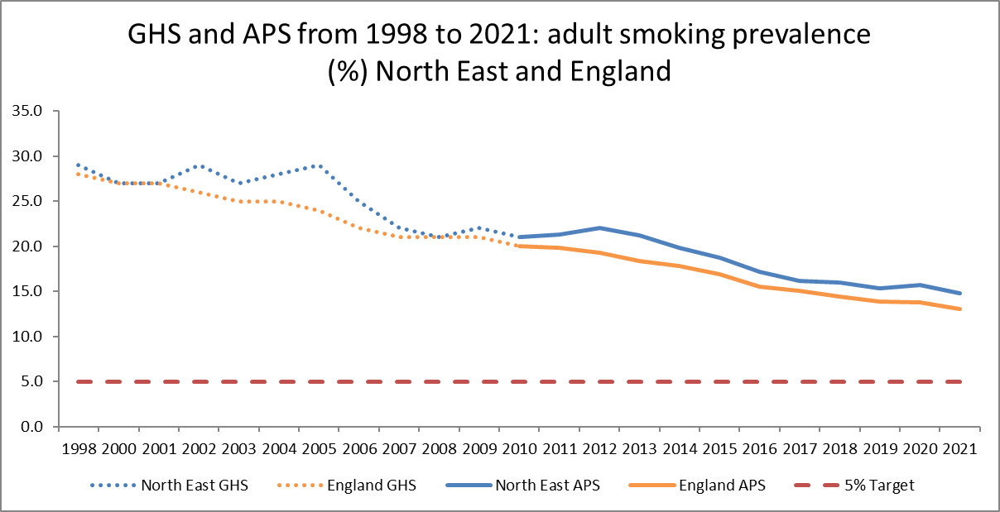 GHS and APS from 1998 to 2021: adult smoking prevalence
(%) North East and England
35.0
30.0
25.0
20.0
15.0
10.0
5.0
0.0
1998 2000 2001 2002 2003 2004 2005 2006 2007 2008 2009 2010 2011 2012 2013 2014 2015 2016 2017 2018 2019 2020 2021
North East GHS England GHS North East APS England APS 5% Target